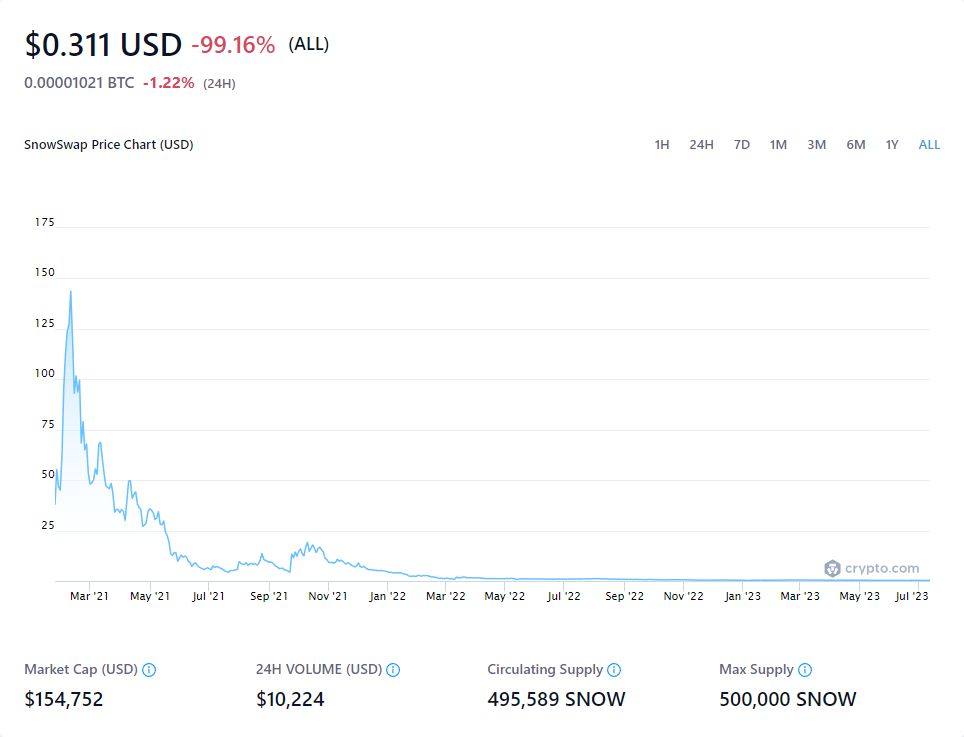 $0.311 USD -99.16% (ALL)
0.00001021 BTC -1.22% (24H)
SnowSwap Price Chart (USD) 1H 24H 7D 1M 3M 6M 1Y ALL
175
150
125
100
75
50
25
crypto.com
Mar '21 May '21 Jul '21 Sep '21 Nov '21 Jan '22 Mar '22 May '22 Jul '22 Sep '22 Nov '22 Jan '23 Mar '23 May '23 Jul '23
Market Cap (USD) 24H VOLUME (USD) Circulating Supply Max Supply
$154,752 $10,224 495,589 SNOW 500,000 SNOW